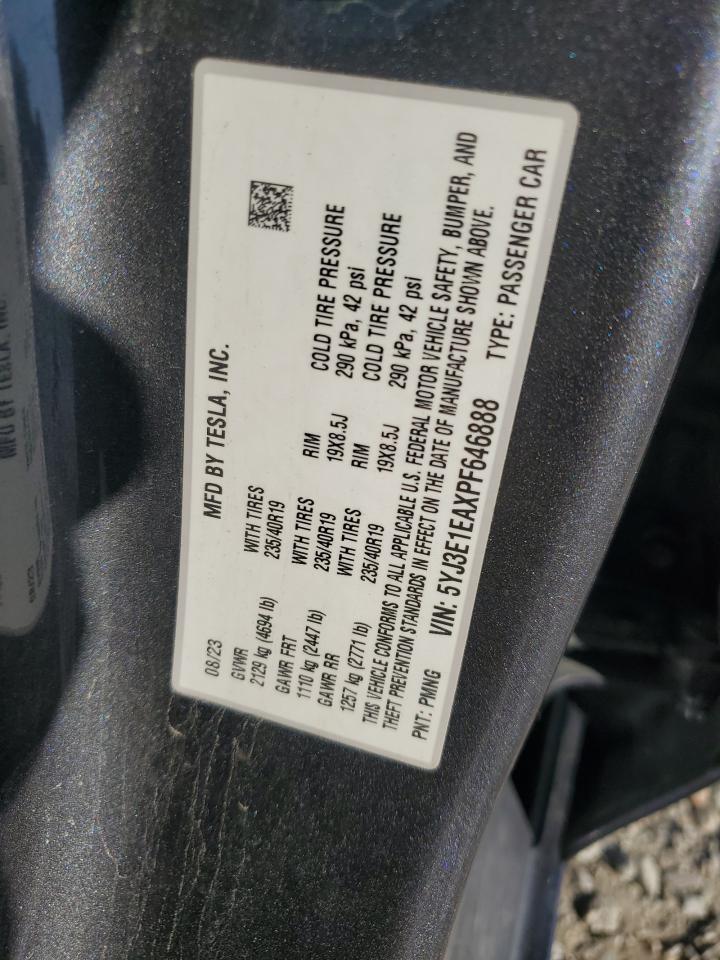 MFD BY TESLA, INC.
08/23
GVWR WITH TIRES
2129 kg (4694 lb) 235/40R19
GAWR FRT WITH TIRES RIM COLD TIRE PRESSURE
1110 kg (2447 lb) 235/40R19 19X8.5J 290 kPa, 42 psi
GAWR RR WITH TIRES RIM COLD TIRE PRESSURE
1257 kg (2771 lb) 235/40R19 19X8.5J 290 kPa, 42 psi
THIS VEHICLE CONFORMS TO ALL APPLICABLE U.S. FEDERAL MOTOR VEHICLE SAFETY, BUMPER, AND
THEFT PREVENTION STANDARDS IN EFFECT ON THE DATE OF MANUFACTURE SHOWN ABOVE.
PNT: PMNG VIN: 5YJ3E1EAXPF646888 TYPE: PASSENGER CAR
MFD BY TESLA, INC.